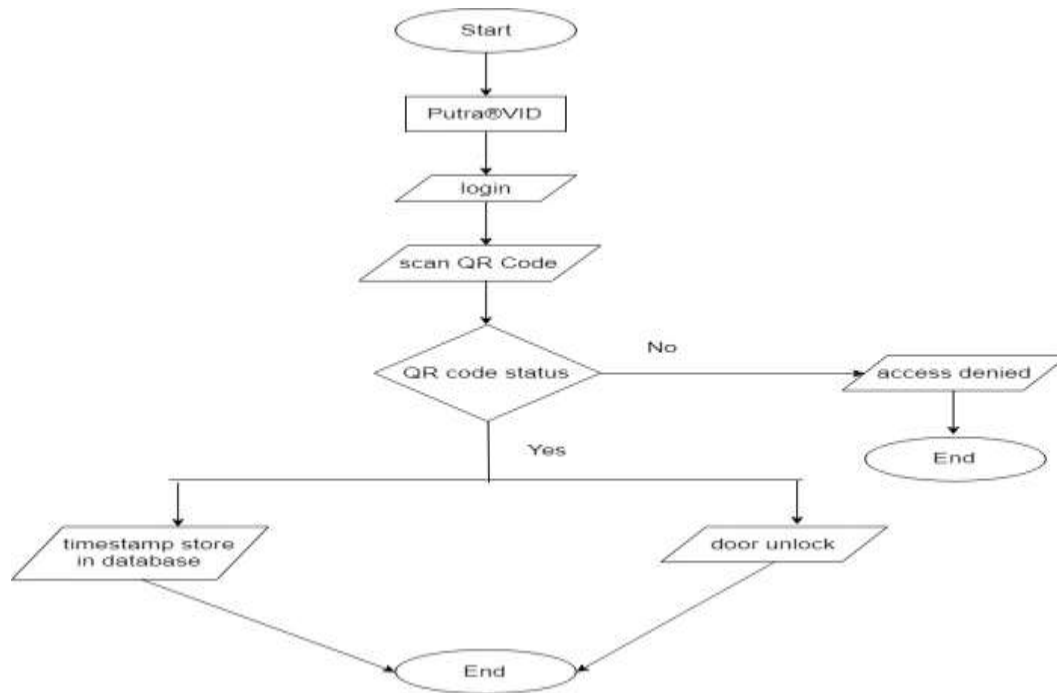 Start
Putra®VID
login
scan QR Code
QR code status
No
access denied
End
Yes
timestamp store
in database
door unlock
End